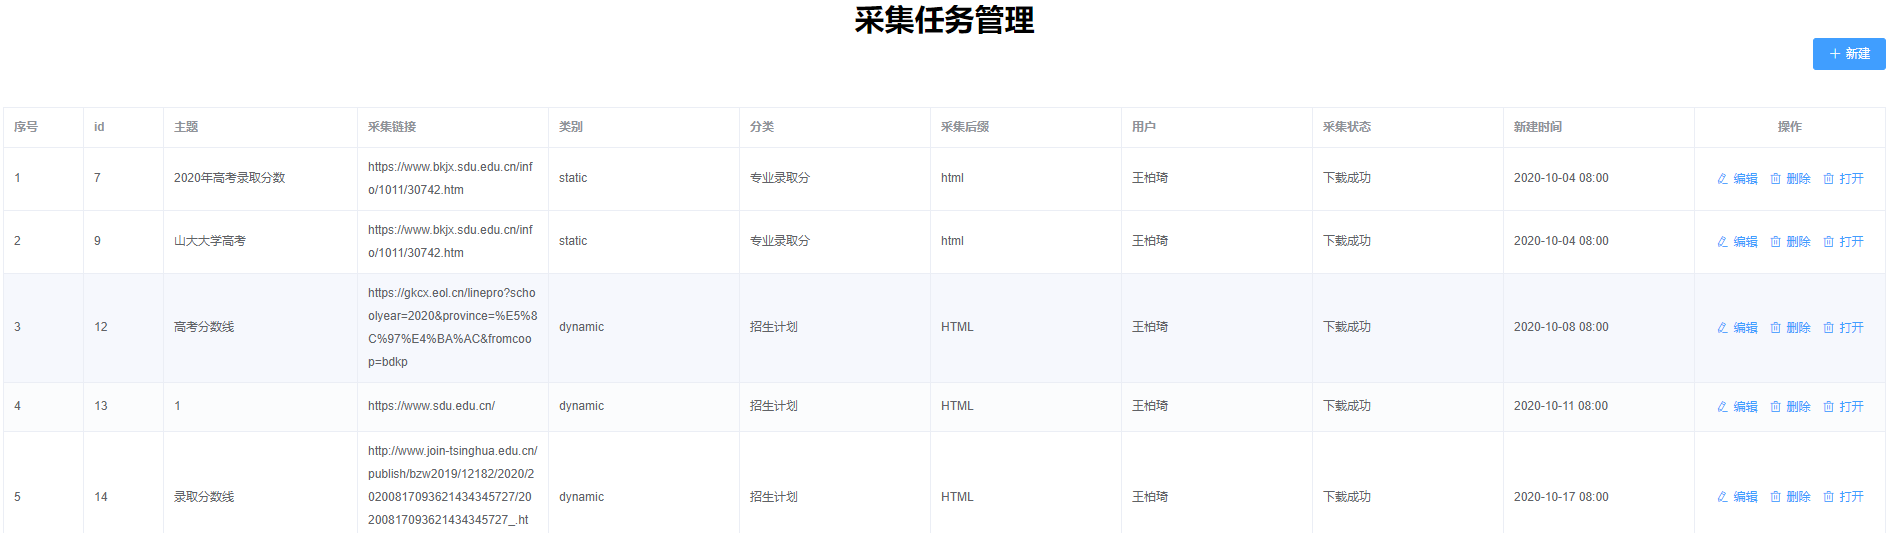 采集任务管理
新建
序号 id 主题 采集链接 类别 分类 采集后缀 用户 采集状态 新建时间 操作
1 7 2020年高考录取分数 https://www.bkjx.sdu.edu.cn/inf static 专业录取分 html 王柏琦 下载成功 2020-10-04 08:00 编辑 删除 打开
o/1011/30742.htm
2 9 山大大学高考 https://www.bkjx.sdu.edu.cn/inf static 专业录取分 html 王柏琦 下载成功 2020-10-04 08:00 编辑 删除 打开
o/1011/30742.htm
https://gkcx.eol.cn/linepro?scho
olyear=2020&province=%E5%8
3 12 高考分数线 C%97%E4%BA%AC&fromcoo dynamic 招生计划 HTML 王柏琦 下载成功 2020-10-08 08:00 编辑 删除 打开
p=bdkp
4 13 1 https://www.sdu.edu.cn/ dynamic 招生计划 HTML 王柏琦 下载成功 2020-10-11 08:00 编辑 删除 打开
http://www.join-tsinghua.edu.cn/
publish/bzw2019/12182/2020/2
5 14 录取分数线 0200817093621434345727/20 dynamic 招生计划 HTML 王柏琦 下载成功 2020-10-17 08:00 编辑 删除 打开
200817093621434345727_.ht